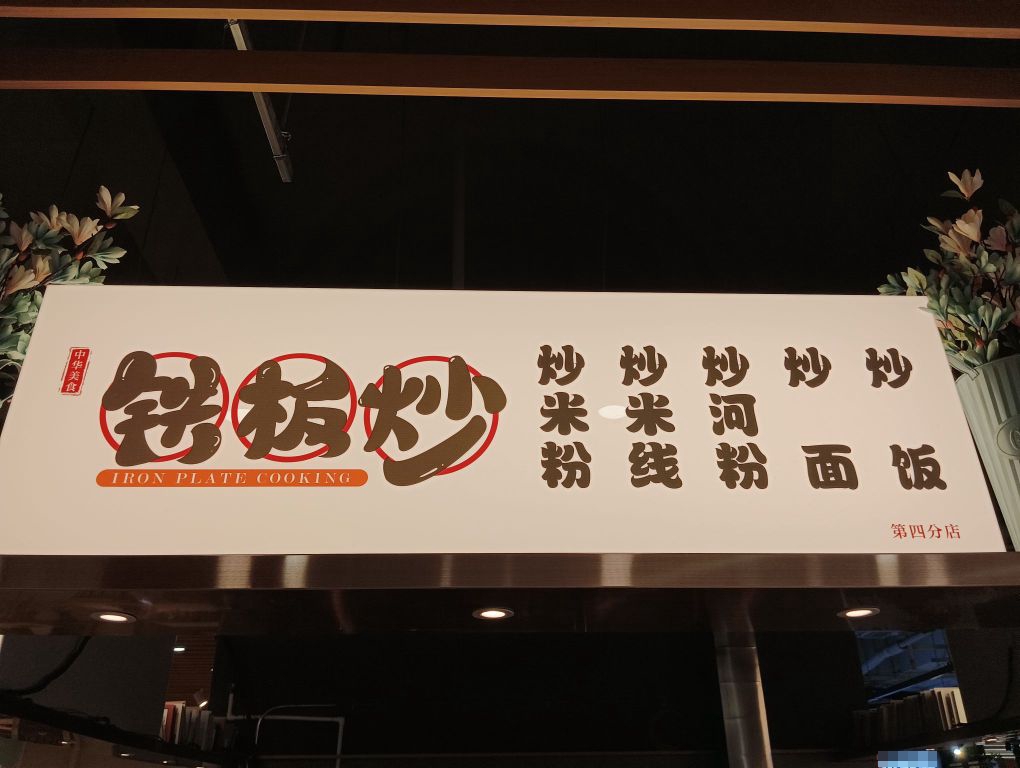 中华美食
铁板炒
IRON PLATE COOKING
炒米粉
炒米线
炒河粉
炒面
炒饭
第四分店